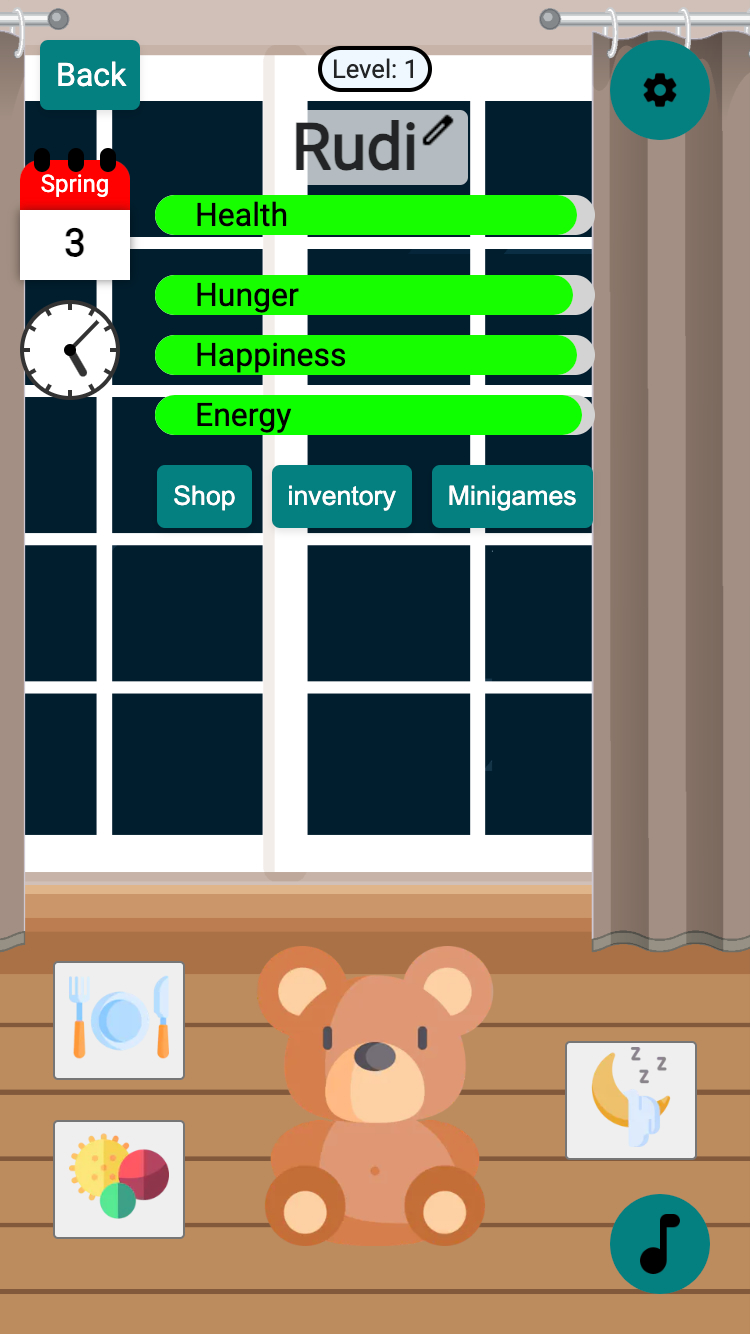 Back
Level: 1
Rudi
Spring
3
Health
Hunger
Happiness
Energy
Shop
inventory
Minigames
z
z
z